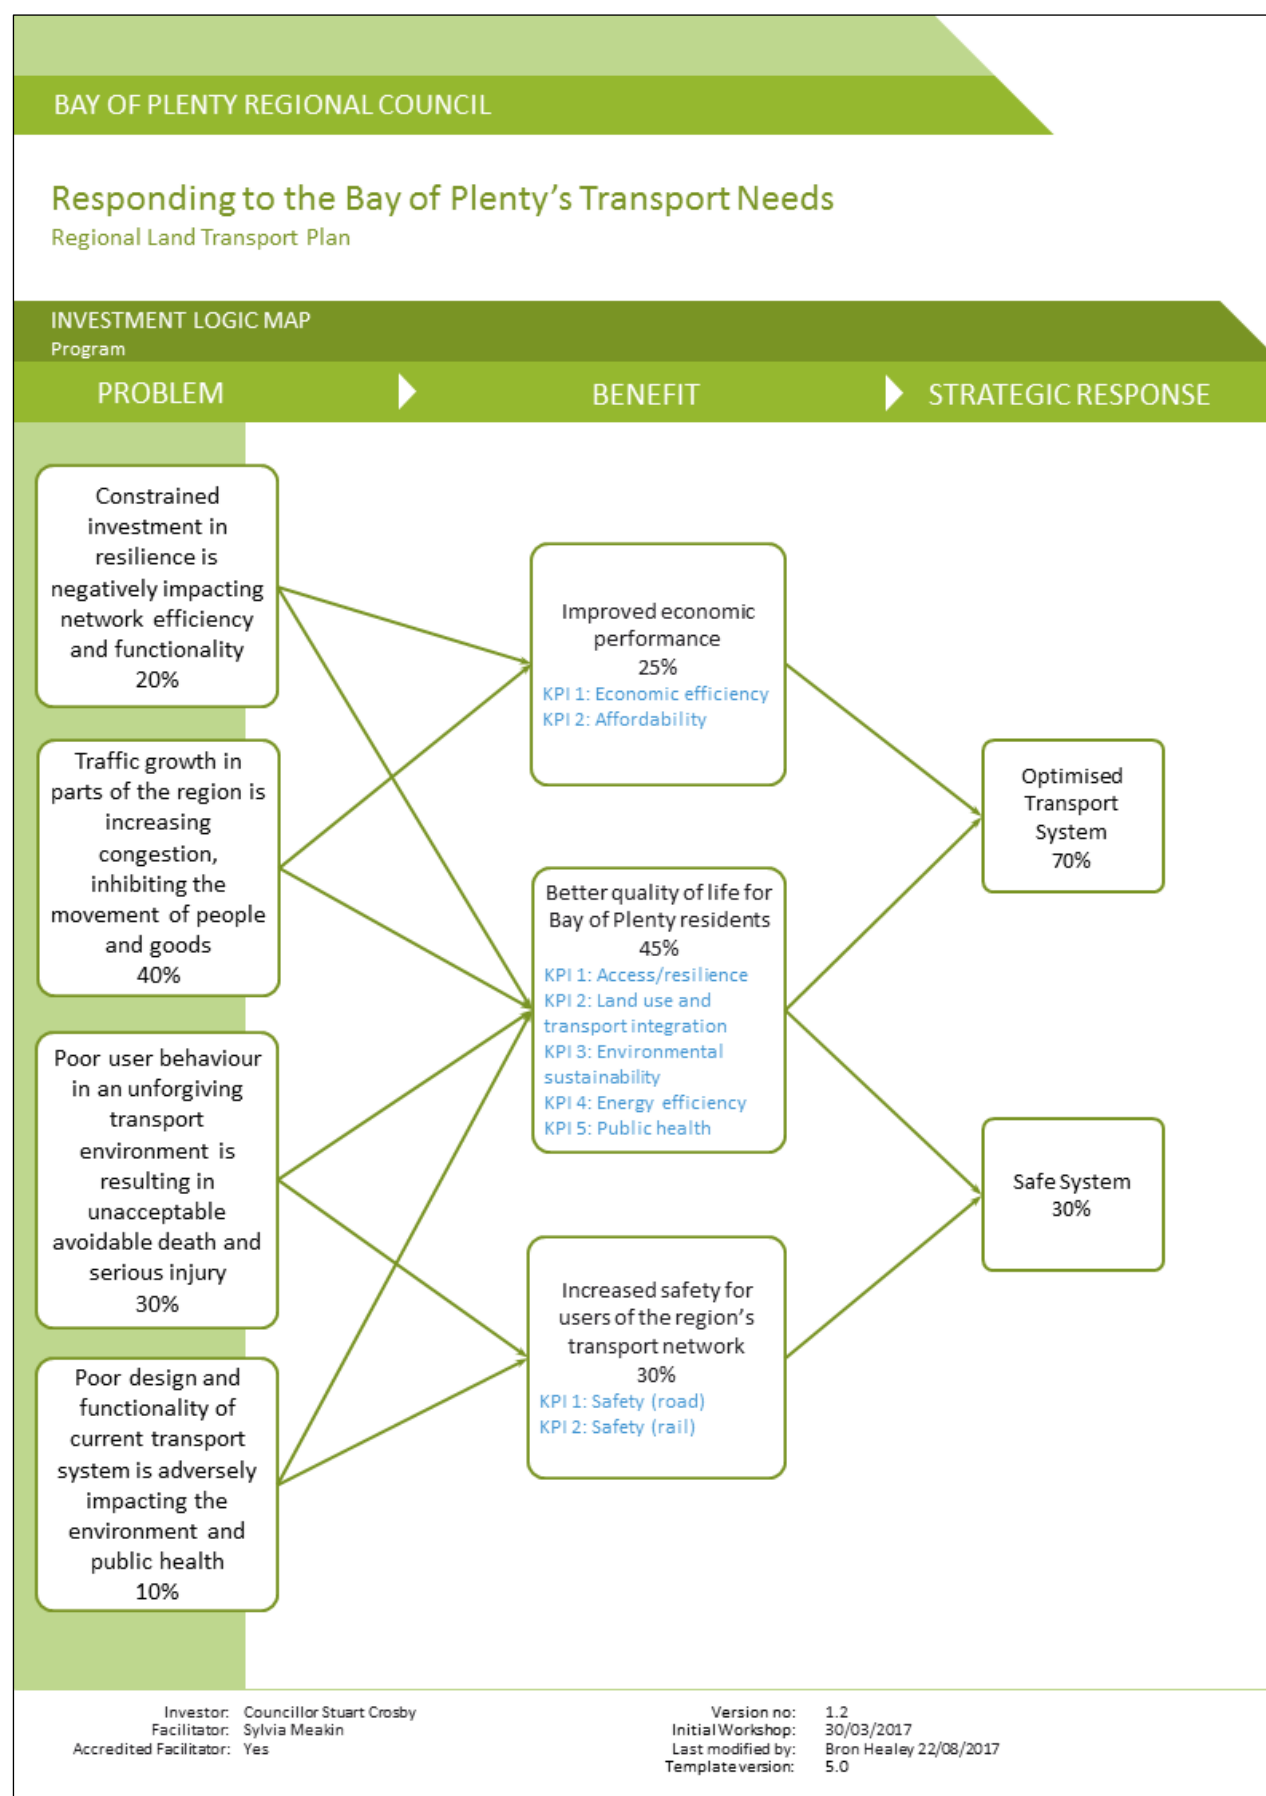 BAY OF PLENTY REGIONAL COUNCIL
Responding to the Bay of Plenty's Transport Needs
Regional Land Transport Plan
INVESTMENT LOGIC MAP
Program
PROBLEM
BENEFIT
STRATEGIC RESPONSE
Constrained
investment in
resilience is
negatively impacting
network efficiency
and functionality
20%
Traffic growth in
parts of the region is
increasing
congestion,
inhibiting the
movement of people
and goods
40%
Poor user behaviour
in an unforgiving
transport
environment is
resulting in
unacceptable
avoidable death and
serious injury
30%
Poor design and
functionality of
current transport
system is adversely
impacting the
environment and
public health
10%
Improved economic
performance
25%
KPI 1: Economic efficiency
KPI 2: Affordability
Better quality of life for
Bay of Plenty residents
45%
KPI 1: Access/resilience
KPI 2: Land use and
transport integration
KPI 3: Environmental
sustainability
KPI 4: Energy efficiency
KPI 5: Public health
Increased safety for
users of the region's
transport network
30%
KPI 1: Safety (road)
KPI 2: Safety (rail)
Optimised
Transport
System
70%
Safe System
30%
Investor: Councillor Stuart Crosby
Facilitator: Sylvia Meakin
Accredited Facilitator: Yes
Version no: 1.2
Initial Workshop: 30/03/2017
Last modified by: Bron Healey 22/08/2017
Template version: 5.0